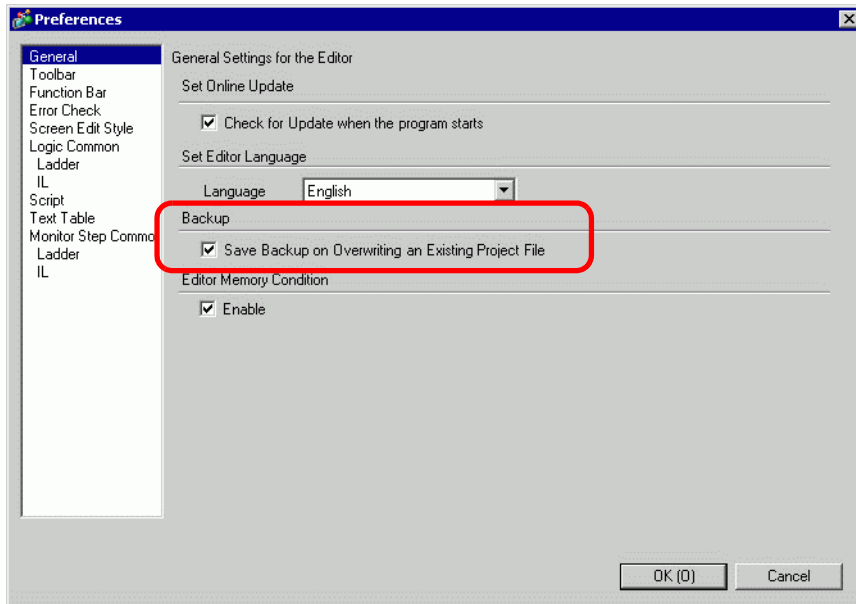 Preferences
General
Toolbar
Function Bar
Error Check
Screen Edit Style
Logic Common
Ladder
IL
Script
Text Table
Monitor Step Commo
Ladder
IL
General Settings for the Editor
Set Online Update
Check for Update when the program starts
Set Editor Language
Language English
Backup
Save Backup on Overwriting an Existing Project File
Editor Memory Condition
Enable
OK (O) Cancel